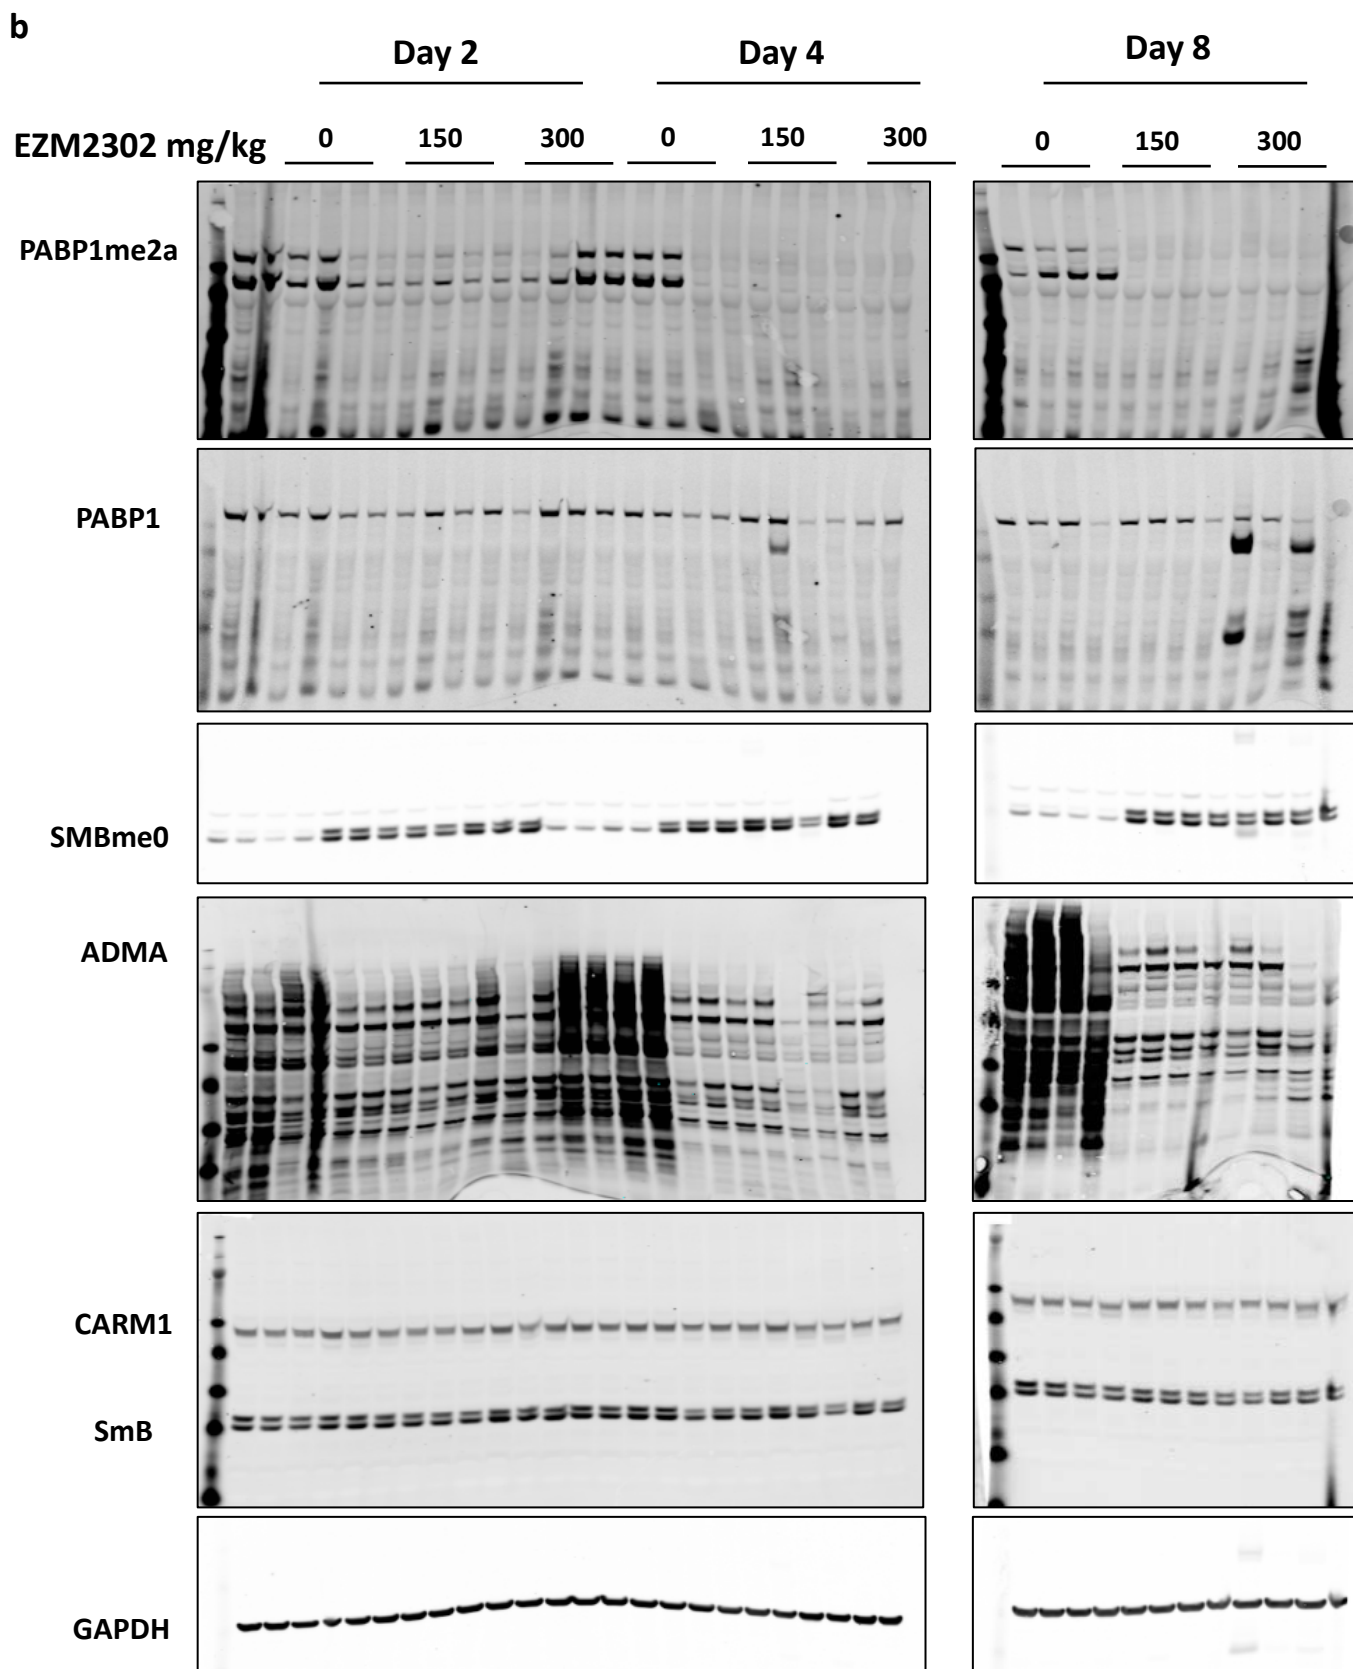 b
Day 2 Day 4 Day 8
EZM2302 mg/kg 0 150 300 0 150 300 0 150 300
PABP1me2a
PABP1
SMBme0
ADMA
CARM1
SmB
GAPDH